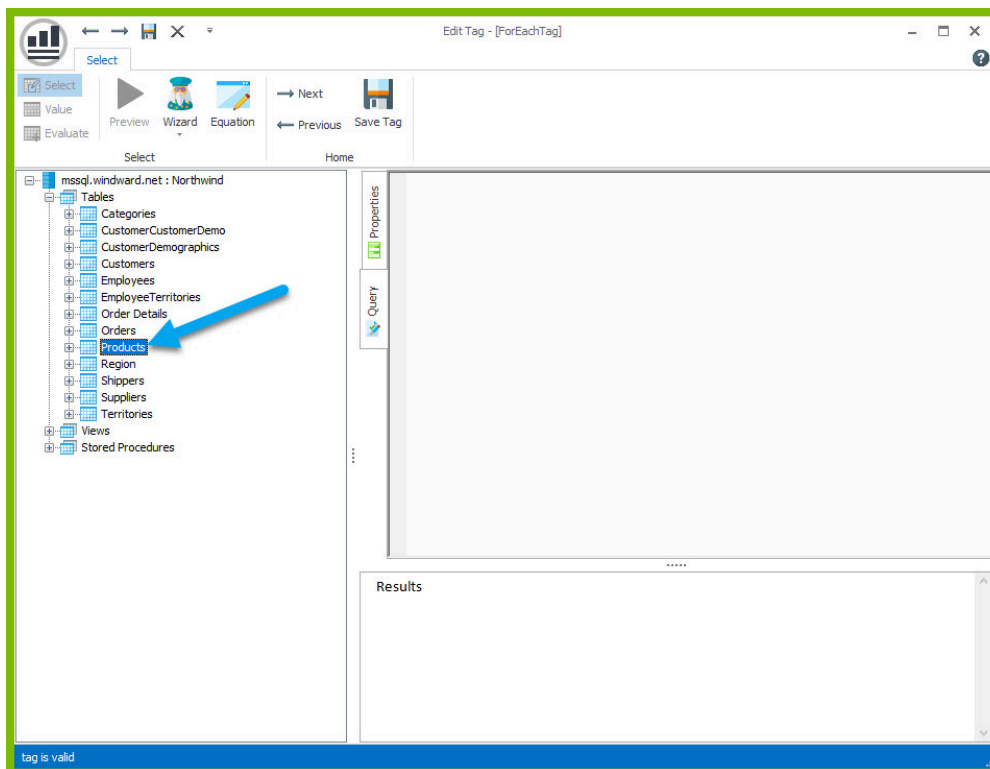 Edit Tag - [ForEachTag]
?
Select
Select
Value
Evaluate
Preview
Wizard
Equation
Next
Previous
Save Tag
Select
Home
mssql.windward.net : Northwind
Tables
Categories
CustomerCustomerDemo
CustomerDemographics
Customers
Employees
EmployeeTerritories
Order Details
Orders
Products
Region
Shippers
Suppliers
Territories
Views
Stored Procedures
Properties
Query
Results
tag is valid